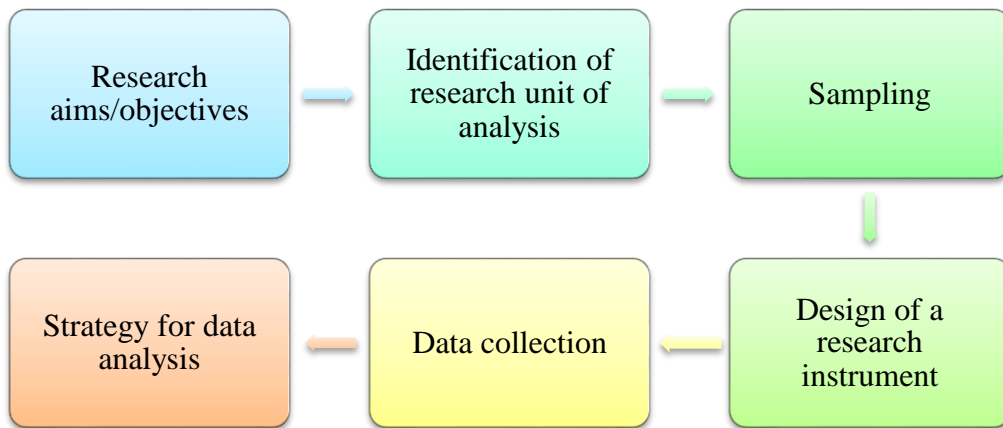 Research
aims/objectives
Identification of
research unit of
analysis
Sampling
Design of a
research
instrument
Data collection
Strategy for data
analysis